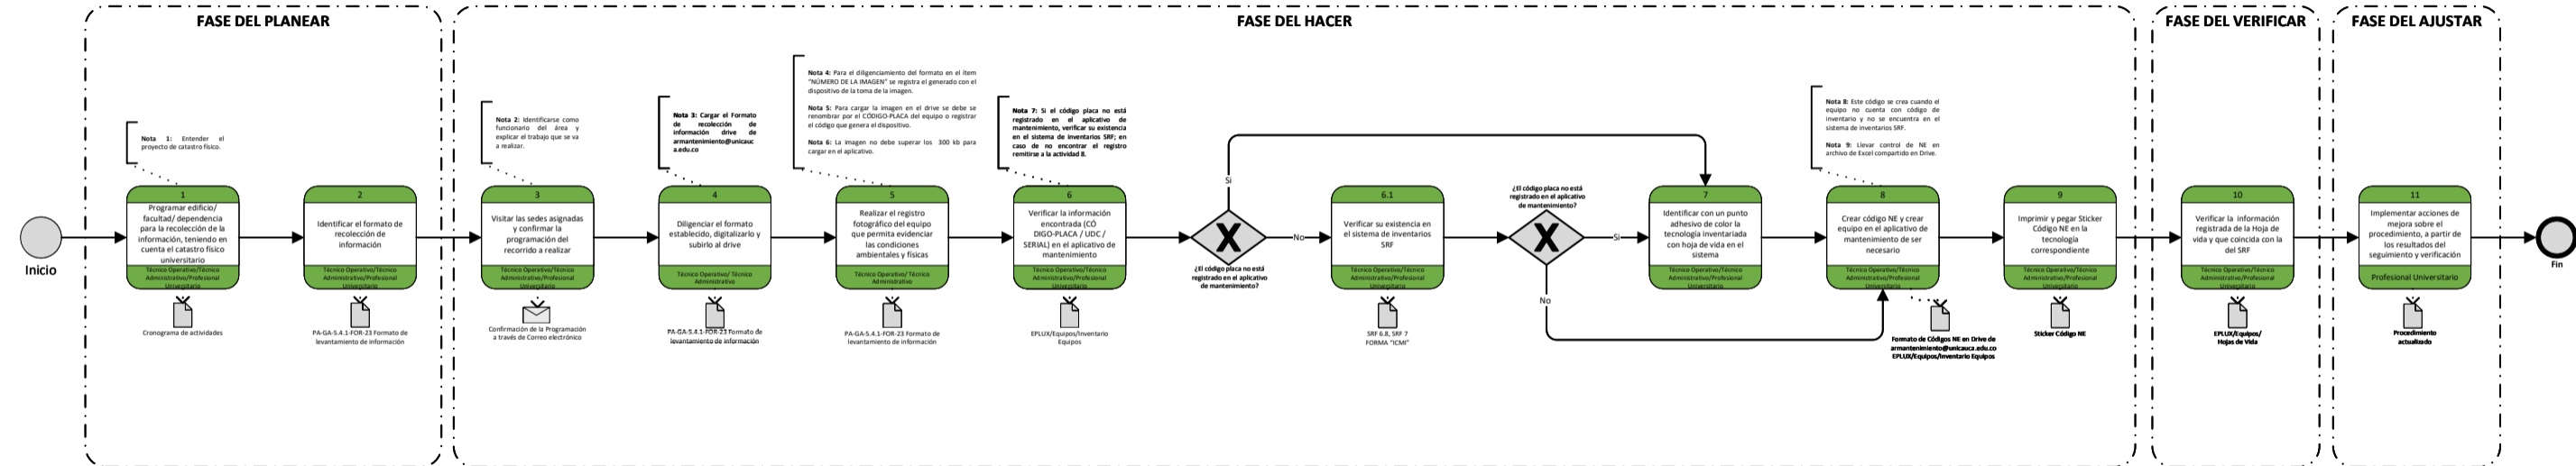 FASE DEL PLANEAR
FASE DEL HACER
FASE DEL VERIFICAR
FASE DEL AJUSTAR
Inicio
Nota 1: Entender el
proyecto de catastro físico.
1
Programar edificio/
facultad/ dependencia
para la recolección de la
información, teniendo en
cuenta el catastro físico
universitario
Técnico Operativo/Técnico
Administrativo/Profesional
Universitario
Cronograma de actividades
2
Identificar el formato de
recolección de
información
Técnico Operativo/Técnico
Administrativo/Profesional
Universitario
PA-GA-5.4.1-FOR-23 Formato de
levantamiento de información
Nota 2: Identificarse como
funcionario del área y
explicar el trabajo que se va
a realizar.
3
Visitar las sedes asignadas
y confirmar la
programación del
recorrido a realizar
Técnico Operativo/Técnico
Administrativo/Profesional
Universitario
Confirmación de la Programación
a través de Correo electrónico
Nota 3: Cargar el Formato
de recolección de
información drive de
armantenimiento@unicauc
a.edu.co
4
Diligenciar el formato
establecido, digitalizarlo y
subirlo al drive
Técnico Operativo/ Técnico
Administrativo
PA-GA-5.4.1-FOR-23 Formato de
levantamiento de información
Nota 4: Para el diligenciamiento del formato en el ítem
"NÚMERO DE LA IMAGEN" se registra el generado con el
dispositivo de la toma de la imagen.
Nota 5: Para cargar la imagen en el drive se debe se
renombrar por el CÓDIGO-PLACA del equipo o registrar
el código que genera el dispositivo.
Nota 6: La imagen no debe superar los 300 kb para
cargar en el aplicativo.
5
Realizar el registro
fotográfico del equipo
que permita evidenciar
las condiciones
ambientales y físicas
Técnico Operativo/ Técnico
Administrativo
PA-GA-5.4.1-FOR-23 Formato de
levantamiento de información
Nota 7: Si el código placa no está
registrado en el aplicativo de
mantenimiento, verificar su existencia
en el sistema de inventarios SRF; en
caso de no encontrar el registro
remitirse a la actividad 8.
6
Verificar la información
encontrada (CÓ
DIGO-PLACA / UDC /
SERIAL) en el aplicativo de
mantenimiento
Técnico Operativo/Técnico
Administrativo/Profesional
Universitario
EPLUX/Equipos/Inventario
Equipos
Si
X
No
¿El código placa no está
registrado en el aplicativo
de mantenimiento?
6.1
Verificar su existencia en
el sistema de inventarios
SRF
Técnico Operativo/Técnico
Administrativo/Profesional
Universitario
SRF 6.8, SRF 7
FORMA "ICMI"
¿El código placa no está
registrado en el aplicativo
de mantenimiento?
X
Si
No
7
Identificar con un punto
adhesivo de color la
tecnología inventariada
con hoja de vida en el
sistema
Técnico Operativo/Técnico
Administrativo/Profesional
Universitario
Nota 8: Este código se crea cuando el
equipo no cuenta con código de
inventario y no se encuentra en el
sistema de inventarios SRF.
Nota 9: Llevar control de NE en
archivo de Excel compartido en Drive.
8
Crear código NE y crear
equipo en el aplicativo de
mantenimiento de ser
necesario
Técnico Operativo/Técnico
Administrativo/Profesional
Universitario
Formato de Códigos NE en Drive de
armantenimiento@unicauca.edu.co
EPLUX/Equipos/Inventario Equipos
9
Imprimir y pegar Sticker
Código NE en la
tecnología
correspondiente
Técnico Operativo/Técnico
Administrativo/Profesional
Universitario
Sticker Código NE
10
Verificar la información
registrada de la Hoja de
vida y que coincida con la
del SRF
Técnico Operativo/Técnico
Administrativo/Profesional
Universitario
EPLUX/Equipos/
Hojas de Vida
11
Implementar acciones de
mejora sobre el
procedimiento, a partir de
los resultados del
seguimiento y verificación
Profesional Universitario
Procedimiento
actualizado
Fin